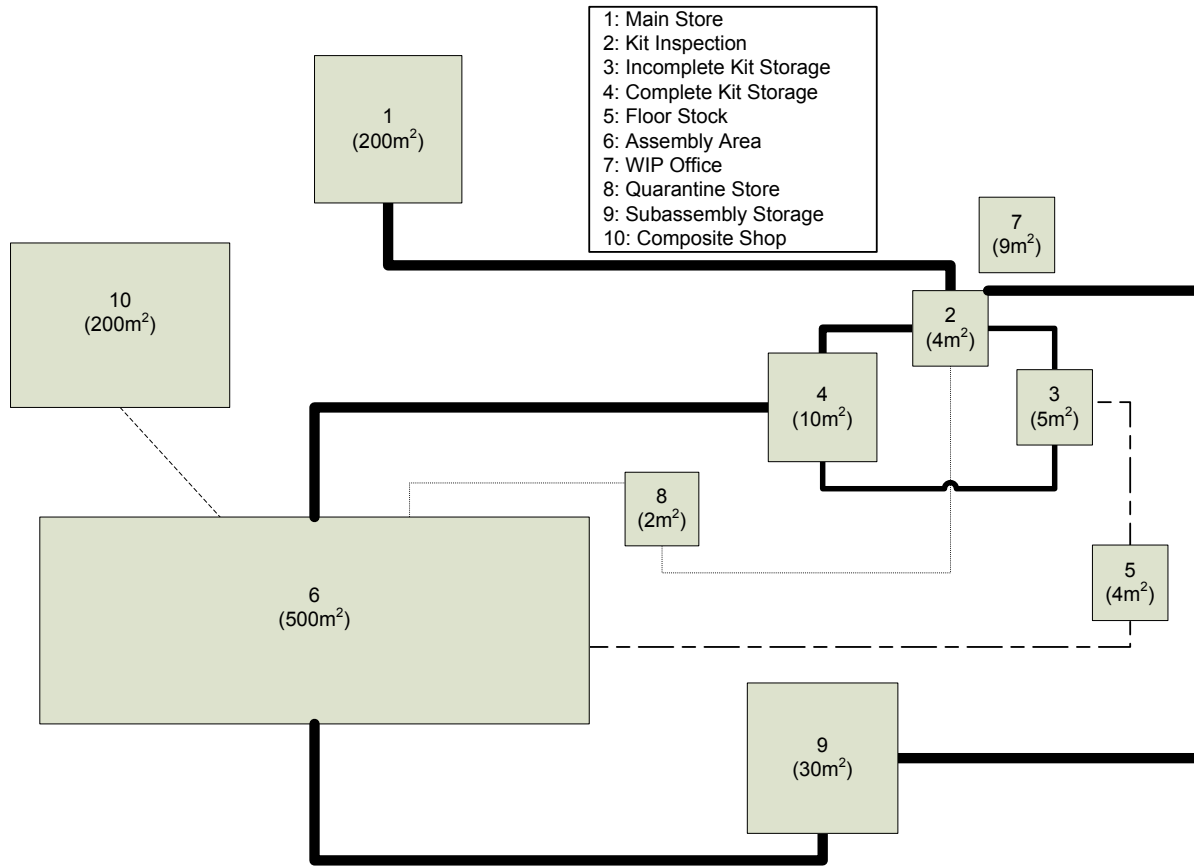 1: Main Store
2: Kit Inspection
3: Incomplete Kit Storage
4: Complete Kit Storage
5: Floor Stock
6: Assembly Area
7: WIP Office
8: Quarantine Store
9: Subassembly Storage
10: Composite Shop
1
(200m²)
7
(9m²)
10
(200m²)
2
(4m²)
4
(10m²)
3
(5m²)
8
(2m²)
5
(4m²)
6
(500m²)
9
(30m²)